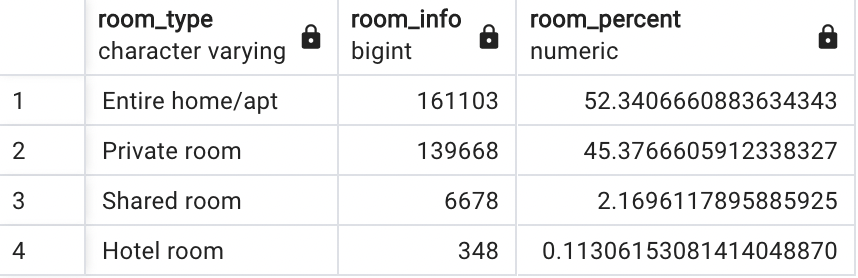 room_type room_info room_percent
character varying bigint numeric
1 Entire home/apt 161103 52.3406660883634343
2 Private room 139668 45.3766605912338327
3 Shared room 6678 2.1696117895885925
4 Hotel room 348 0.11306153081414048870